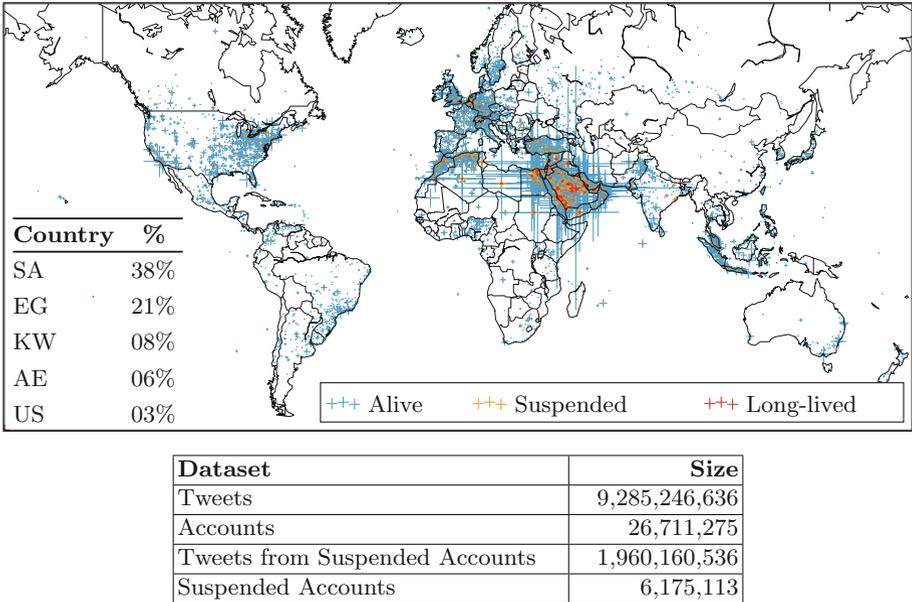 Country %
SA 38%
EG 21%
KW 08%
AE 06%
US 03%
Alive Suspended Long-lived
Dataset Size
Tweets 9,285,246,636
Accounts 26,711,275
Tweets from Suspended Accounts 1,960,160,536
Suspended Accounts 6,175,113